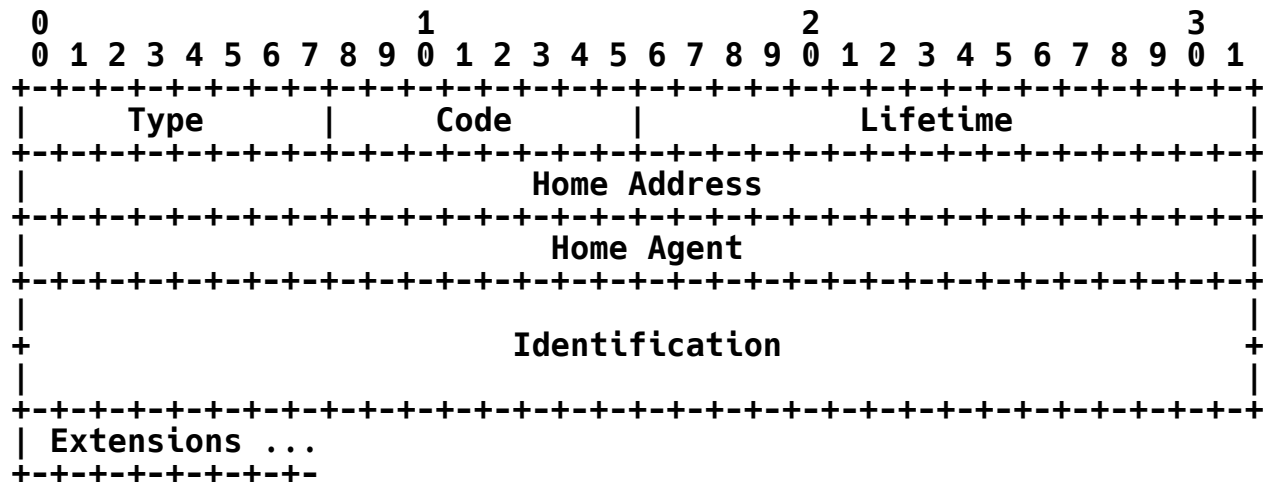 0                   1                   2                   3
 0 1 2 3 4 5 6 7 8 9 0 1 2 3 4 5 6 7 8 9 0 1 2 3 4 5 6 7 8 9 0 1
+-+-+-+-+-+-+-+-+-+-+-+-+-+-+-+-+-+-+-+-+-+-+-+-+-+-+-+-+-+-+-+-+
|     Type      |     Code      |           Lifetime            |
+-+-+-+-+-+-+-+-+-+-+-+-+-+-+-+-+-+-+-+-+-+-+-+-+-+-+-+-+-+-+-+-+
|                          Home Address                         |
+-+-+-+-+-+-+-+-+-+-+-+-+-+-+-+-+-+-+-+-+-+-+-+-+-+-+-+-+-+-+-+-+
|                           Home Agent                          |
+-+-+-+-+-+-+-+-+-+-+-+-+-+-+-+-+-+-+-+-+-+-+-+-+-+-+-+-+-+-+-+-+
|                                                               |
+                         Identification                        +
|                                                               |
+-+-+-+-+-+-+-+-+-+-+-+-+-+-+-+-+-+-+-+-+-+-+-+-+-+-+-+-+-+-+-+-+
| Extensions ...
+-+-+-+-+-+-+-+-